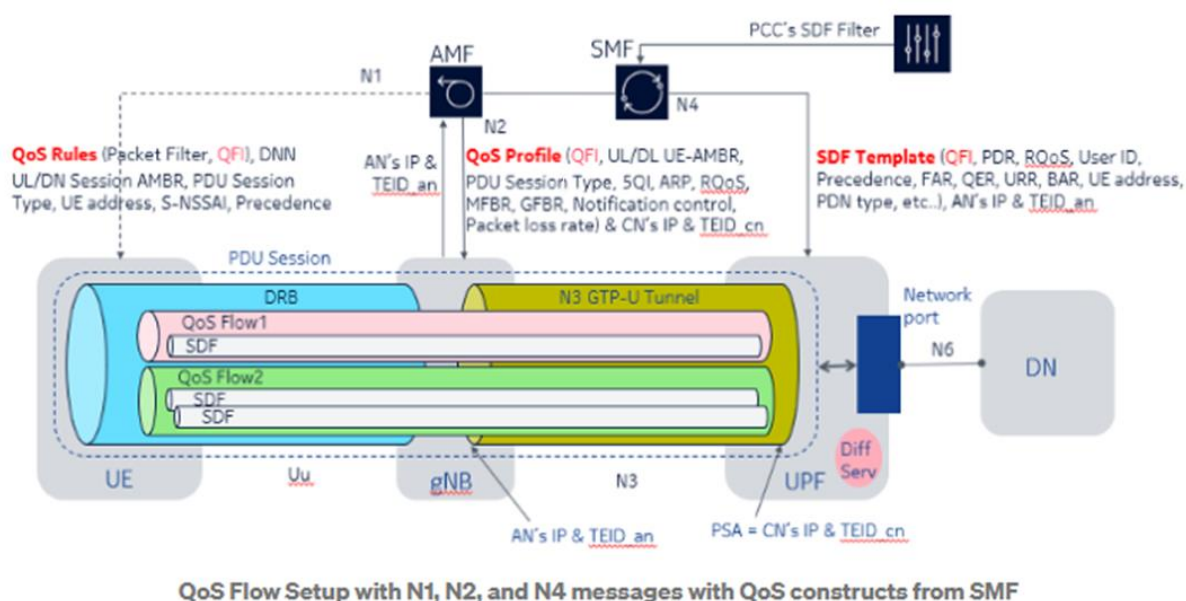 PCC's SDF Filter
AMF
SMF
N1
N4
N2
QoS Rules (Packet Filter, QFI), DNN
UL/DN Session AMBR, PDU Session
Type, UE address, S-NSSAI, Precedence
AN's IP &
TEID_an
QoS Profile (QFI, UL/DL UE-AMBR,
PDU Session Type, 5QI, ARP, RQoS,
MFBR, GFBR, Notification control,
Packet loss rate) & CN's IP & TEID_cn
SDF Template (QFI, PDR, RQoS, User ID,
Precedence, FAR, QER, URR, BAR, UE address,
PDN type, etc..), AN's IP & TEID_an
PDU Session
DRB
N3 GTP-U Tunnel
QoS Flow1
SDF
QoS Flow2
SDF
SDF
Network
port
N6
DN
Diff
Serv
UE
Uu
gNB
N3
UPF
AN's IP & TEID_an
PSA = CN's IP & TEID_cn
QoS Flow Setup with N1, N2, and N4 messages with QoS constructs from SMF